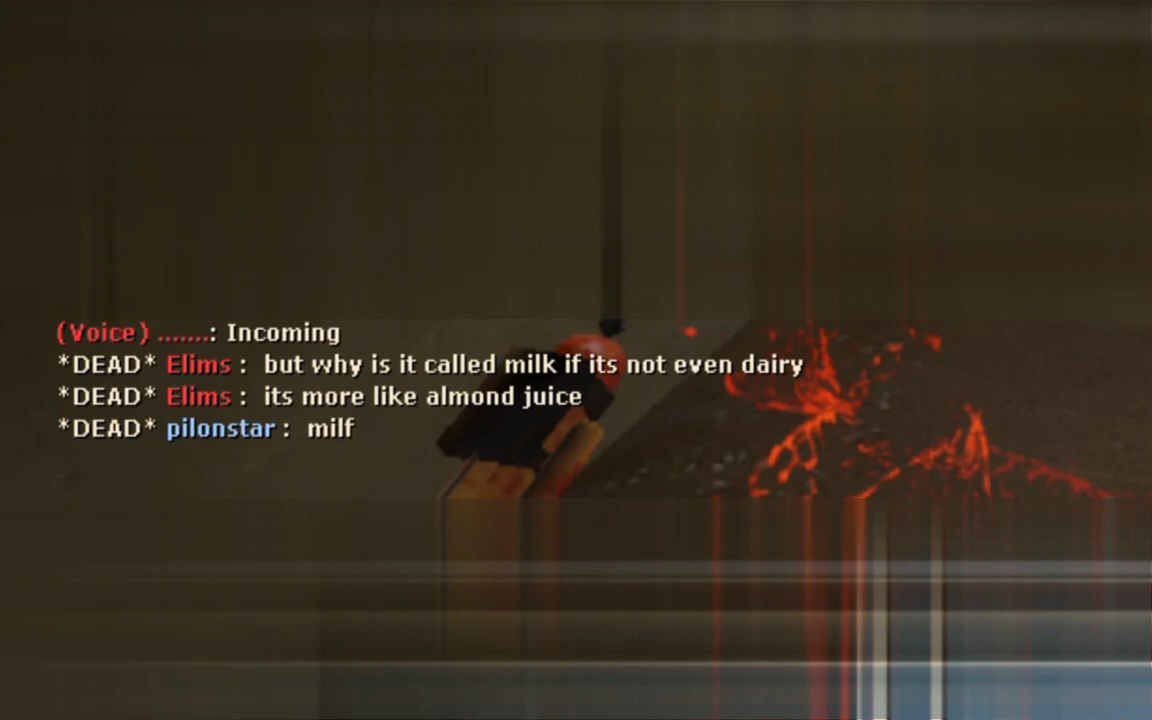 (Voice) .......: Incoming
*DEAD* Elims :  but why is it called milk if its not even dairy
*DEAD* Elims :  its more like almond juice
*DEAD* pilonstar :  milf